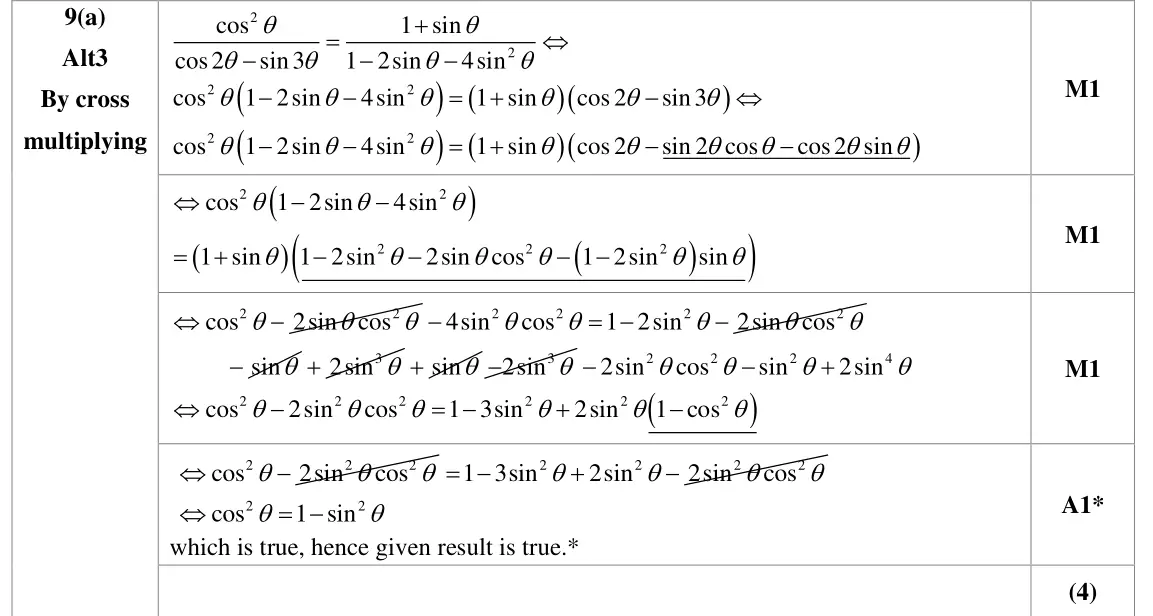 9(a)
Alt3
By cross
multiplying
cos²θ / (cos2θ − sin3θ) = (1 + sinθ) / (1 − 2sinθ − 4sin²θ) ⇔
cos²θ(1 − 2sinθ − 4sin²θ) = (1 + sinθ)(cos2θ − sin3θ) ⇔
cos²θ(1 − 2sinθ − 4sin²θ) = (1 + sinθ)(cos2θ − sin2θcosθ − cos2θsinθ)
M1
⇔ cos²θ(1 − 2sinθ − 4sin²θ)
= (1 + sinθ)(1 − 2sin²θ − 2sinθcos²θ − (1 − 2sin²θ)sinθ)
M1
⇔ cos²θ − 2sinθcos²θ − 4sin²θcos²θ = 1 − 2sin²θ − 2sinθcos²θ
− sinθ + 2sin³θ + sinθ − 2sin³θ − 2sin²θcos²θ − sin²θ + 2sin⁴θ
⇔ cos²θ − 2sin²θcos²θ = 1 − 3sin²θ + 2sin²θ(1 − cos²θ)
M1
⇔ cos²θ − 2sin²θcos²θ = 1 − 3sin²θ + 2sin²θ − 2sin²θcos²θ
⇔ cos²θ = 1 − sin²θ
which is true, hence given result is true.*
A1*
(4)